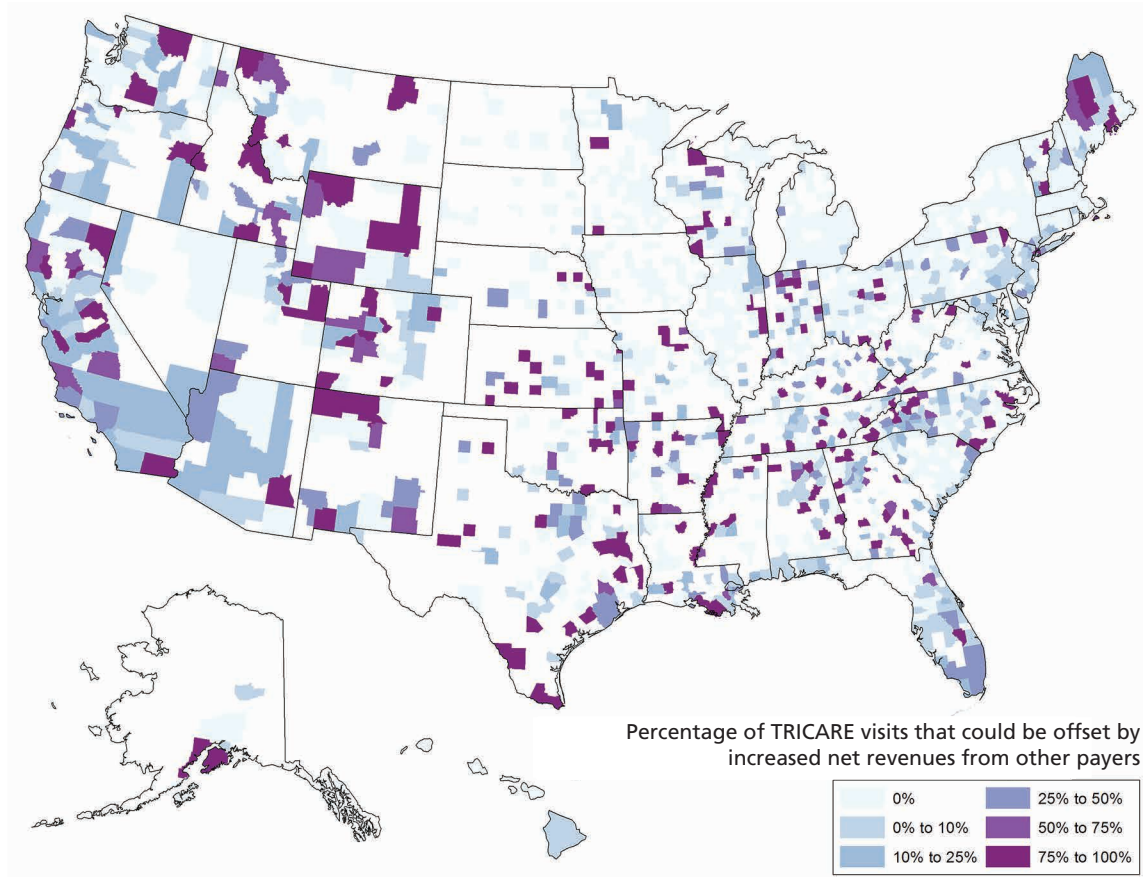 Percentage of TRICARE visits that could be offset by
increased net revenues from other payers
0%
0% to 10%
10% to 25%
25% to 50%
50% to 75%
75% to 100%